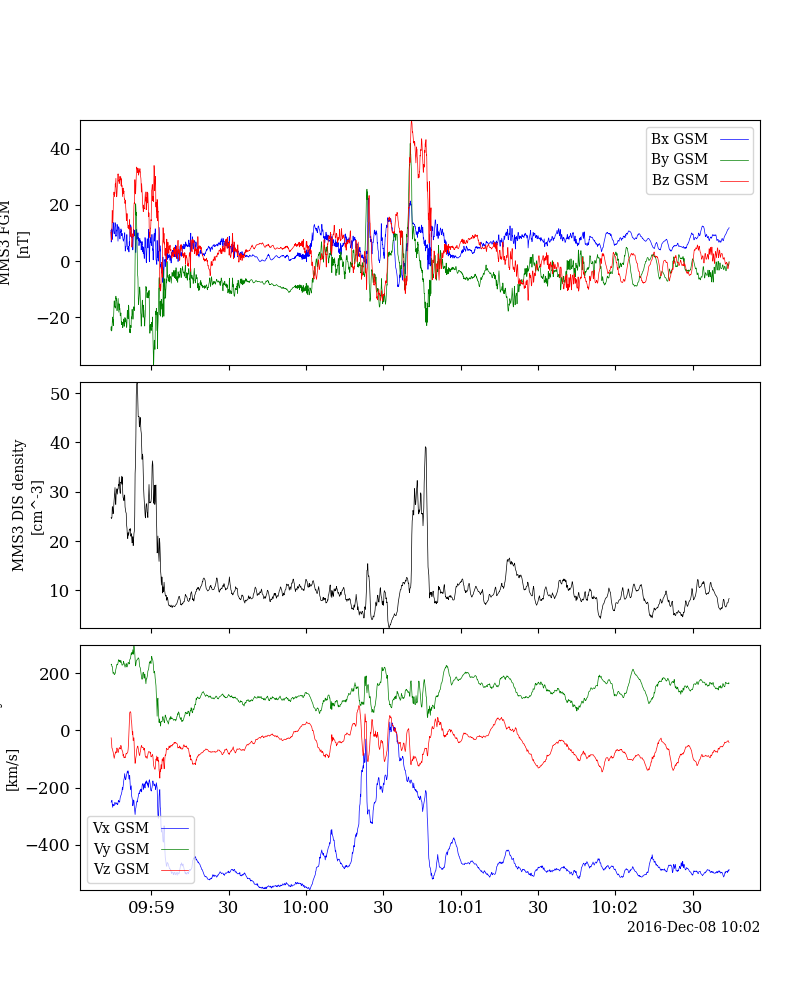 MMS3 FGM
[nT]
40
20
0
−20
Bx GSM
By GSM
Bz GSM
MMS3 DIS density
[cm^-3]
50
40
30
20
10
[km/s]
200
0
−200
−400
Vx GSM
Vy GSM
Vz GSM
09:59
30
10:00
30
10:01
30
10:02
30
2016-Dec-08 10:02